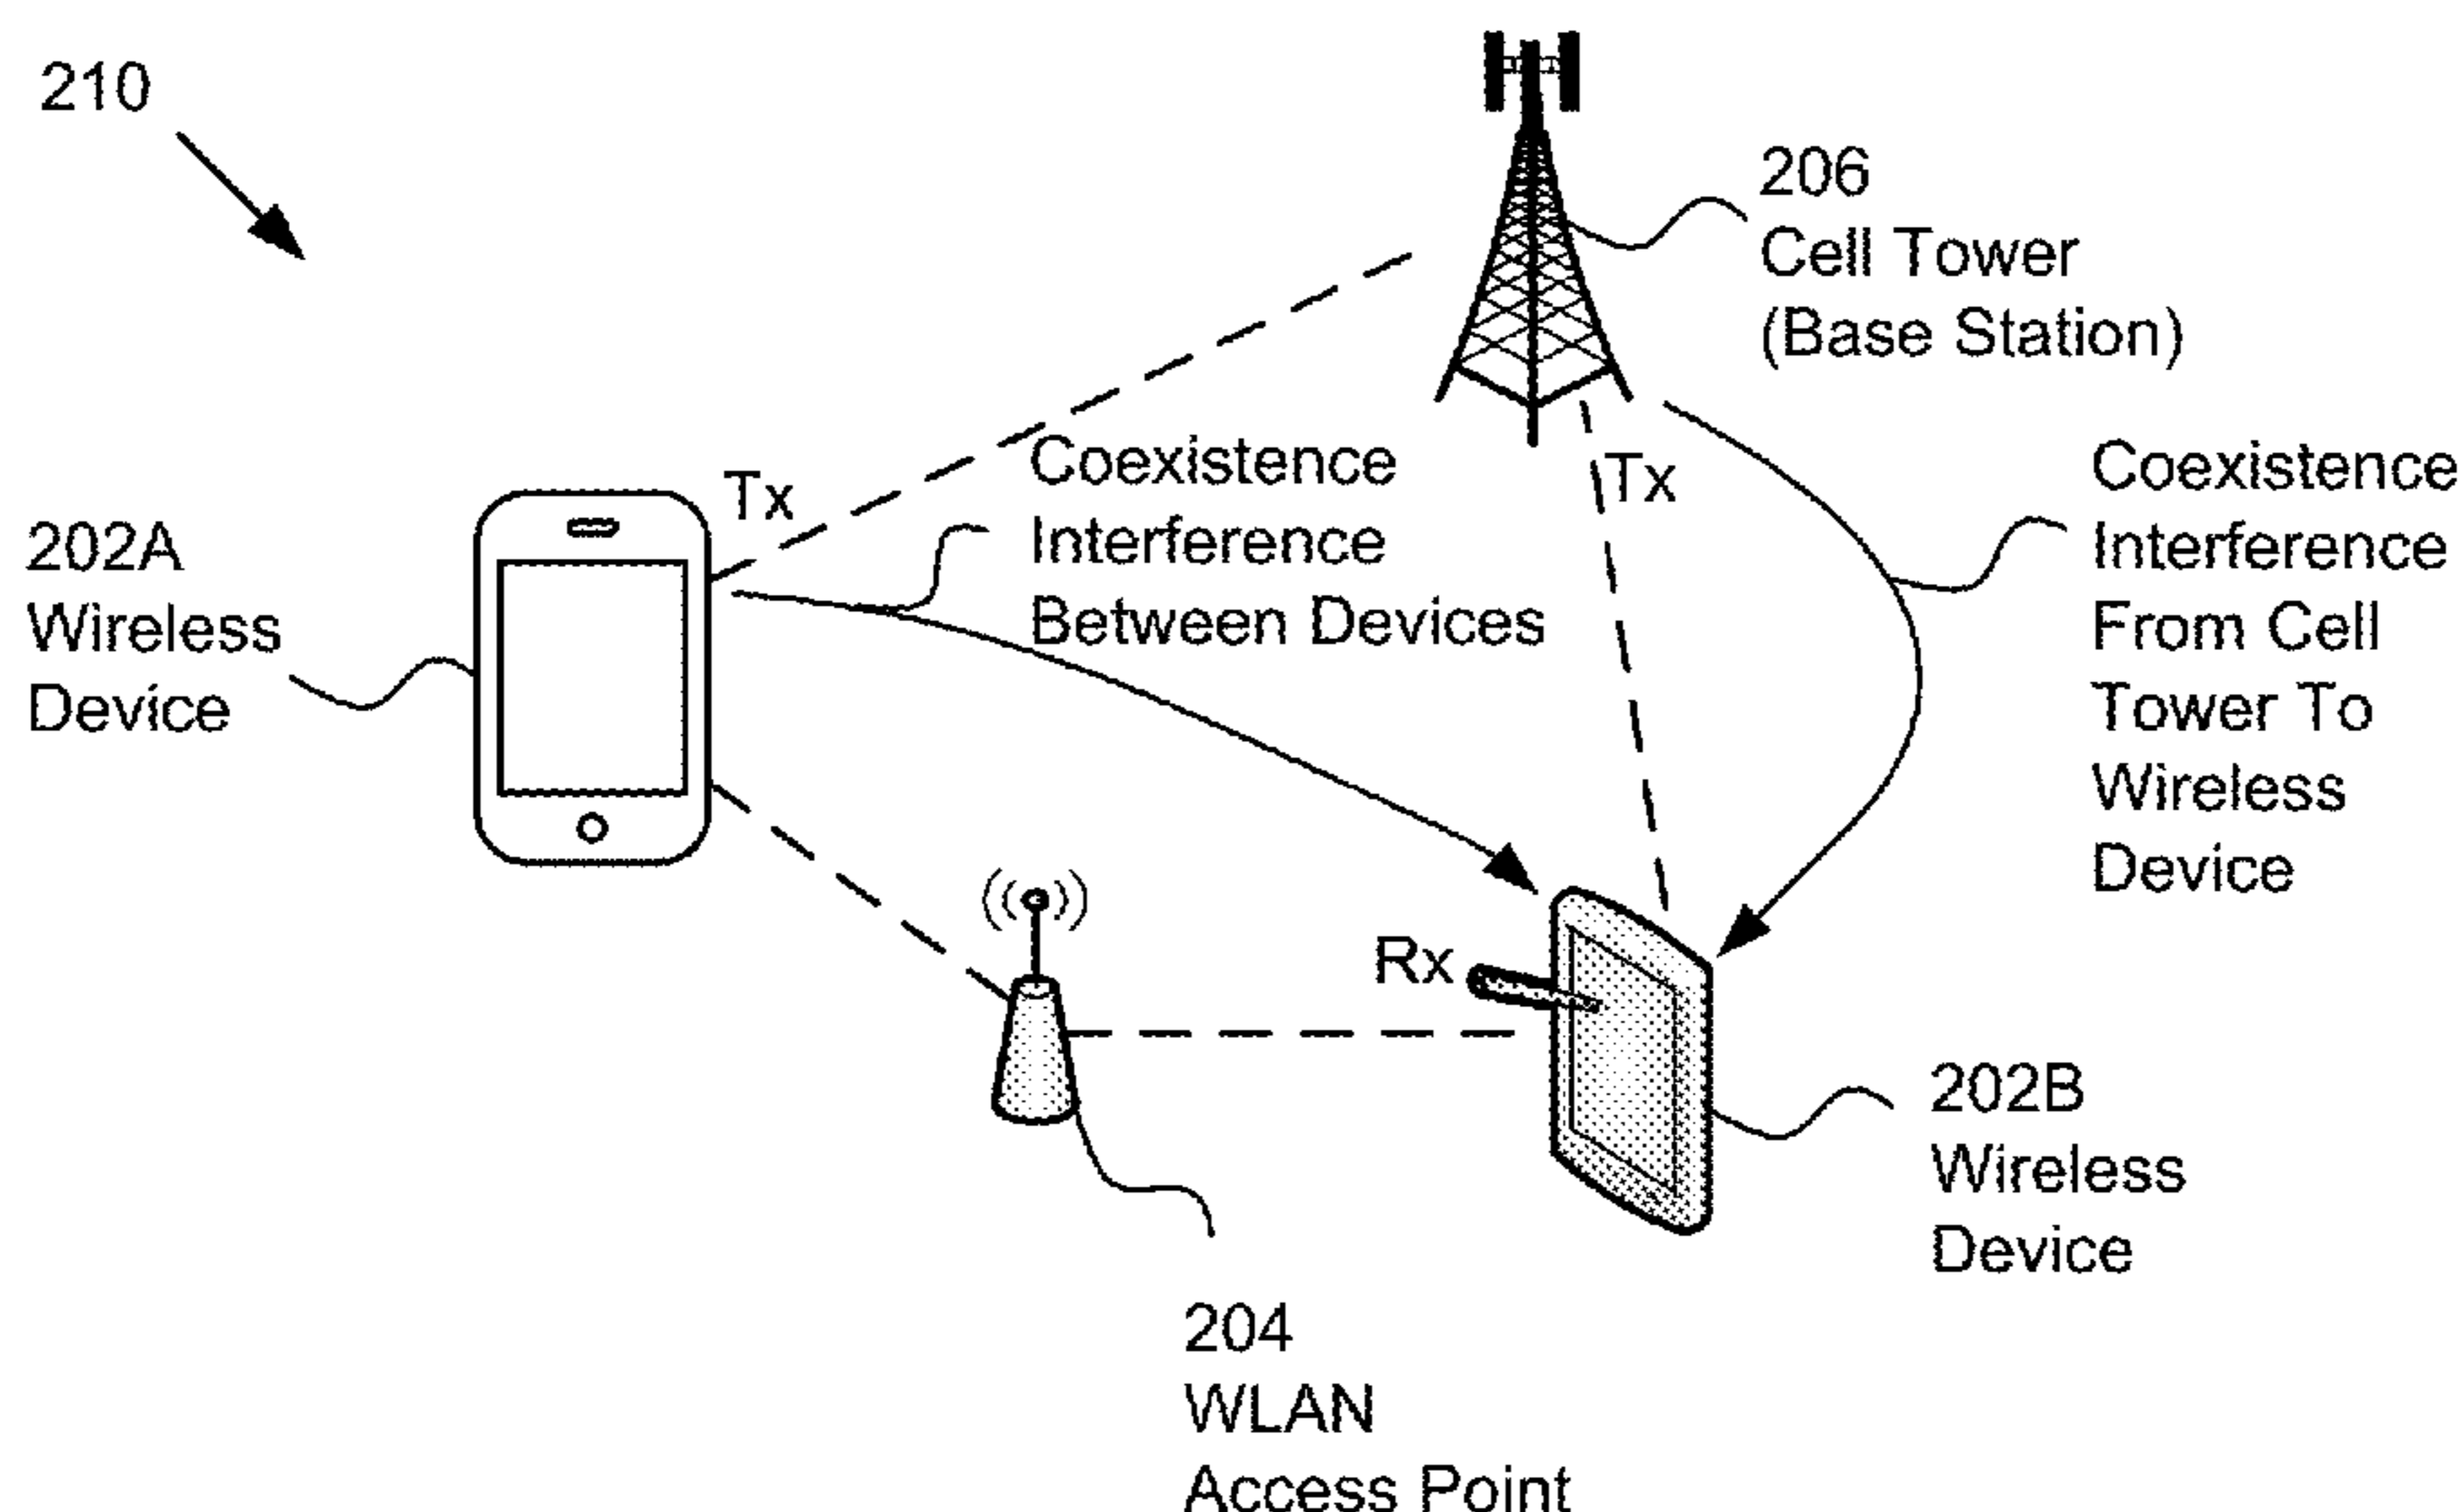 210
206
Cell Tower
(Base Station)
Tx
Coexistence
Interference
Between Devices
Tx
Coexistence
Interference
From Cell
Tower To
Wireless
Device
202A
Wireless
Device
Rx
202B
Wireless
Device
204
WLAN
Access Point